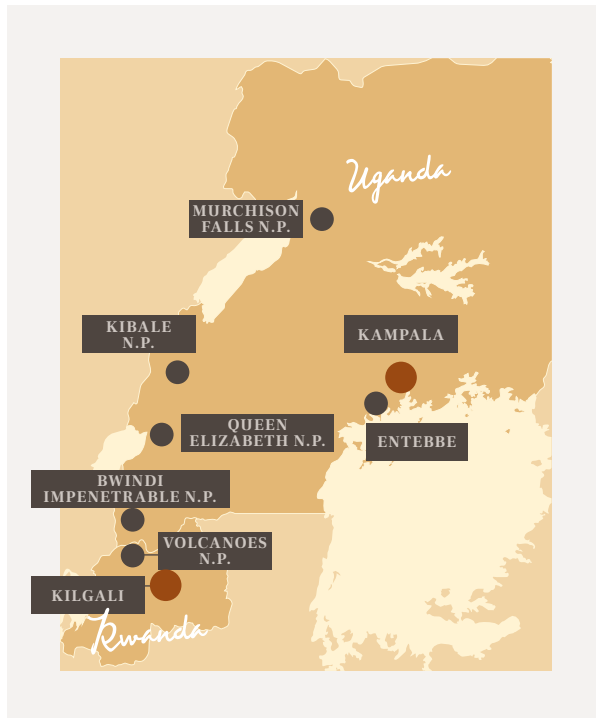 Uganda
MURCHISON
FALLS N.P.
KIBALE
N.P.
KAMPALA
QUEEN
ELIZABETH N.P.
ENTEBBE
BWINDI
IMPENETRABLE N.P.
VOLCANOES
N.P.
KILGALI
Rwanda